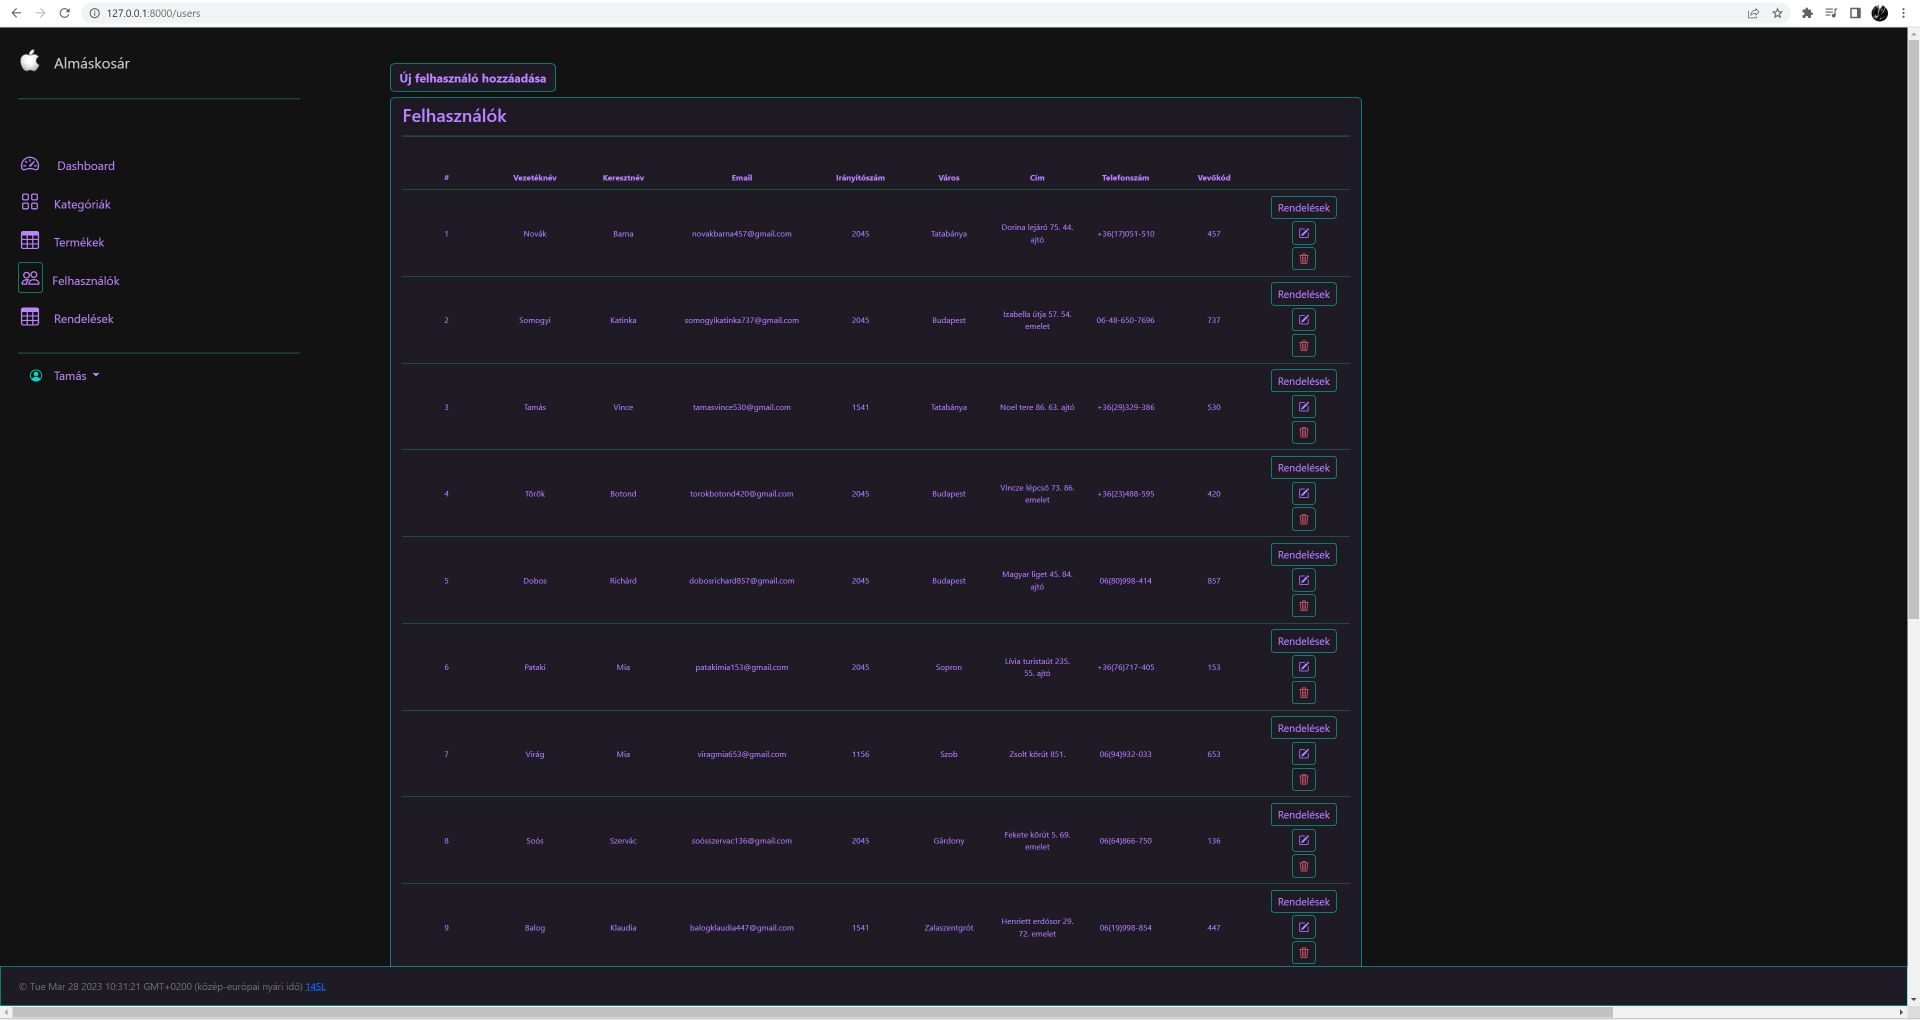 127.0.0.1:8000/users
Almáskosár
Dashboard
Kategóriák
Termékek
Felhasználók
Rendelések
Tamás
Új felhasználó hozzáadása
Felhasználók
# Vezetéknév Keresztnév Email Irányítószám Város Cím Telefonszám Vevőkód
1 Novák Barna novakbarna457@gmail.com 2045 Tatabánya Dorina lejáró 75. 44. ajtó +36(17)051-510 457 Rendelések
2 Somogyi Katinka somogyikatinka737@gmail.com 2045 Budapest Izabella útja 57. 54. emelet 06-48-650-7696 737 Rendelések
3 Tamás Vince tamasvince530@gmail.com 1541 Tatabánya Noel tere 86. 63. ajtó +36(29)329-386 530 Rendelések
4 Török Botond torokbotond420@gmail.com 2045 Budapest Vincze lépcső 73. 86. emelet +36(23)488-595 420 Rendelések
5 Dobos Richárd dobosrichard857@gmail.com 2045 Budapest Magyar liget 45. 84. ajtó 06(80)998-414 857 Rendelések
6 Pataki Mia patakimia153@gmail.com 2045 Sopron Lívia turistaút 235. 55. ajtó +36(76)717-405 153 Rendelések
7 Virág Mia viragmia653@gmail.com 1156 Szob Zsolt körút 851. 06(94)932-033 653 Rendelések
8 Soós Szervác soósszervac136@gmail.com 2045 Gárdony Fekete körút 5. 69. emelet 06(64)866-750 136 Rendelések
9 Balog Klaudia balogklaudia447@gmail.com 1541 Zalaszentgrót Henriett erdősor 29. 72. emelet 06(19)998-854 447 Rendelések
© Tue Mar 28 2023 10:31:21 GMT+0200 (közép-európai nyári idő) 14SL